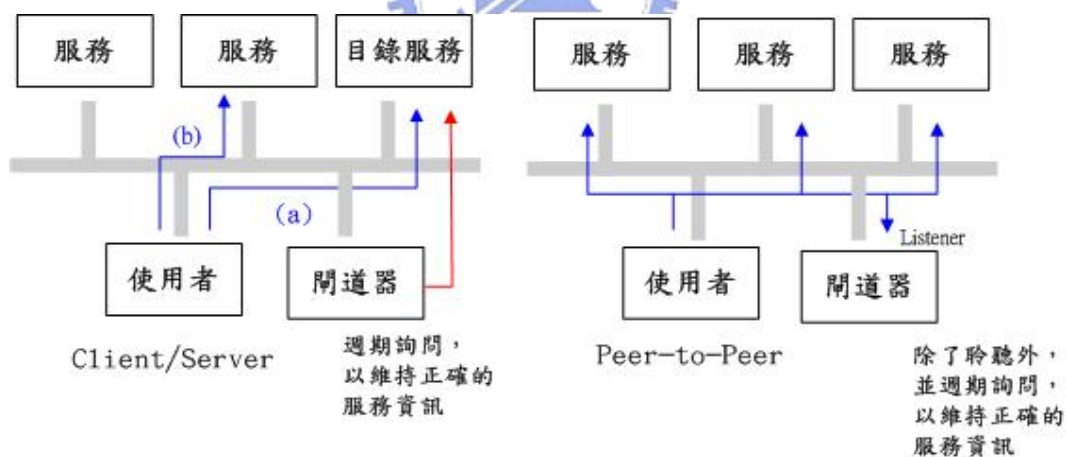 服務
服務
目錄服務
(b)
(a)
使用者
閘道器
Client/Server
週期詢問，
以維持正確的
服務資訊
服務
服務
服務
Listener
使用者
閘道器
Peer-to-Peer
除了聆聽外，
並週期詢問，
以維持正確的
服務資訊